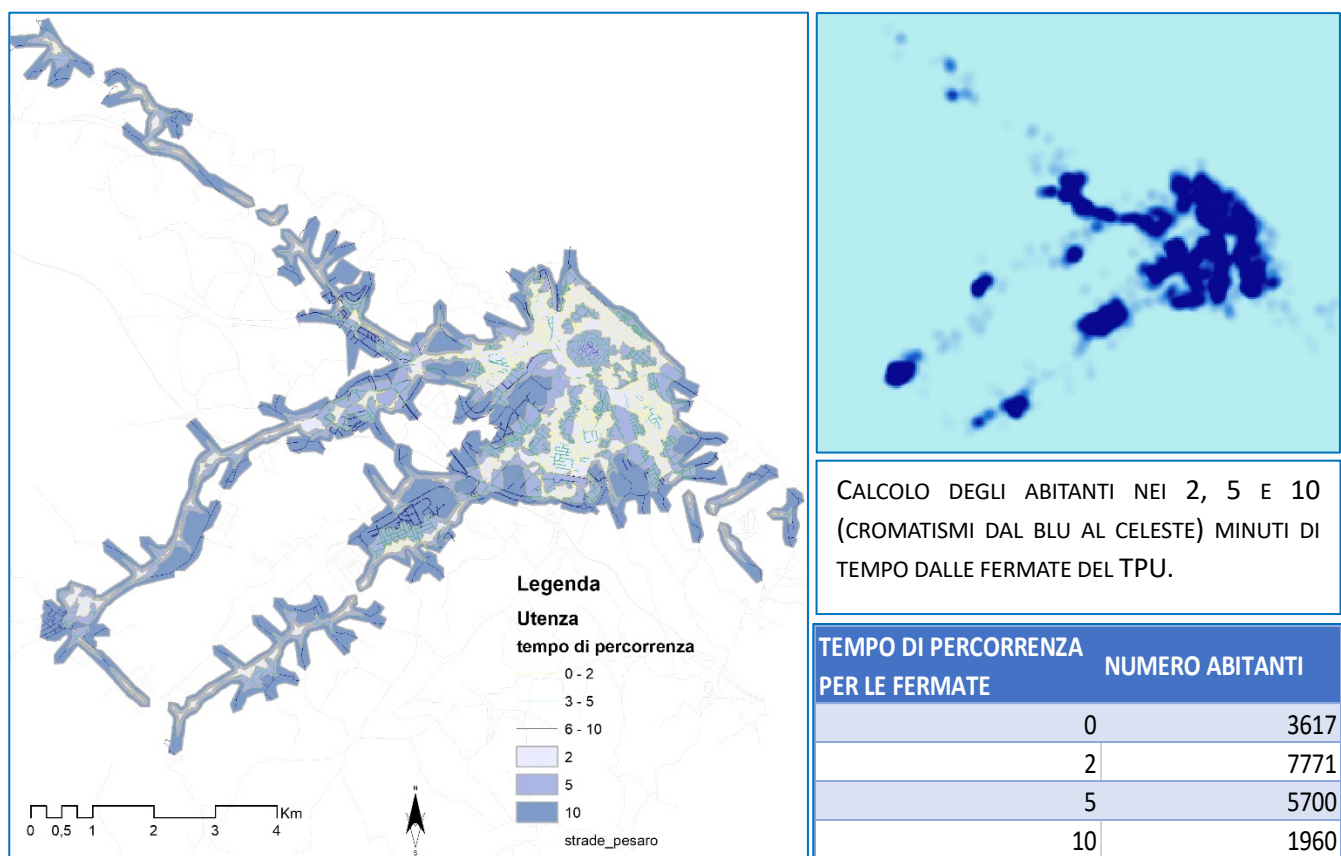 Legenda
Utenza
tempo di percorrenza
0 - 2
3 - 5
6 - 10
2
5
10
strade_pesaro
Km
0 0,5 1 2 3 4
N
S
CALCOLO DEGLI ABITANTI NEI 2, 5 E 10
(CROMATISMI DAL BLU AL CELESTE) MINUTI DI
TEMPO DALLE FERMATE DEL TPU.
TEMPO DI PERCORRENZA
PER LE FERMATE NUMERO ABITANTI
0 3617
2 7771
5 5700
10 1960